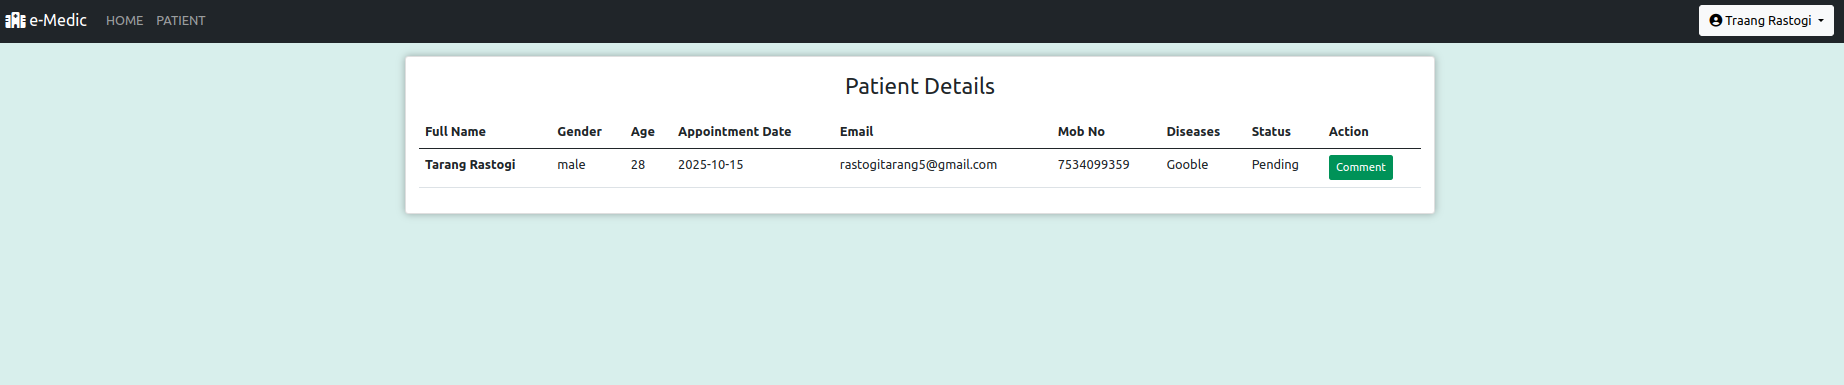 e-Medic HOME PATIENT Traang Rastogi
Patient Details
Full Name Gender Age Appointment Date Email Mob No Diseases Status Action
Tarang Rastogi male 28 2025-10-15 rastogitarang5@gmail.com 7534099359 Gooble Pending Comment